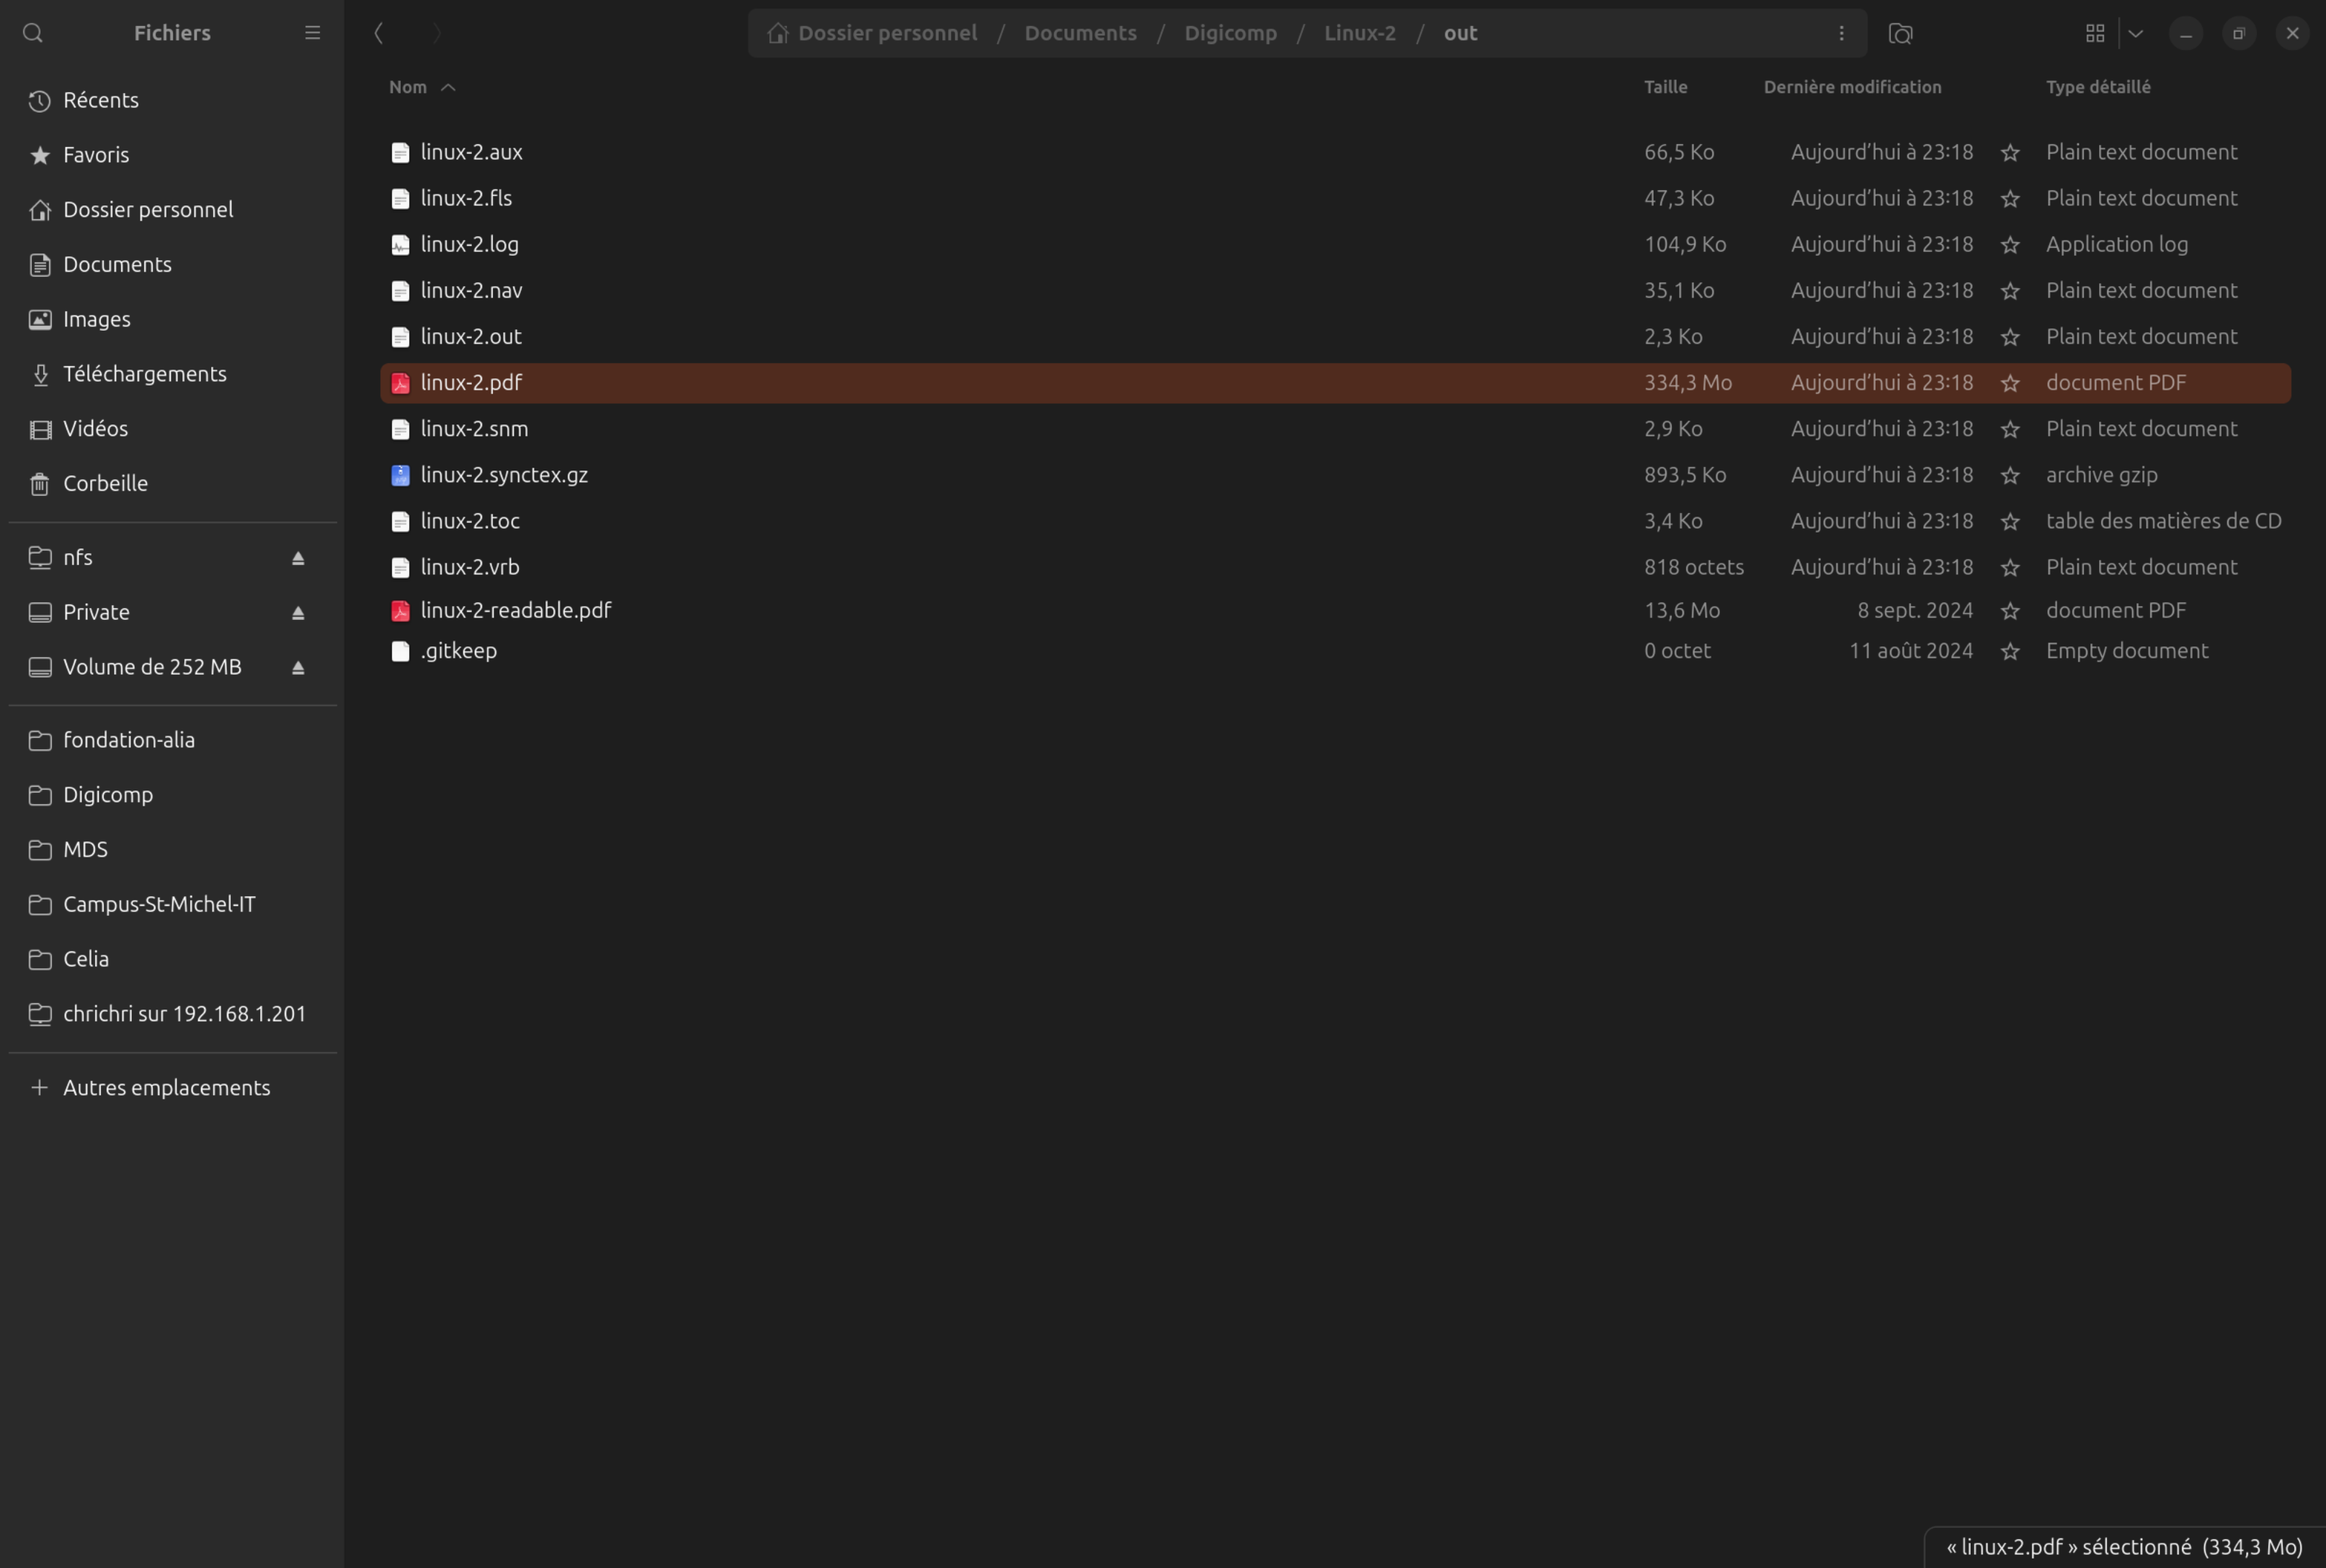 Fichiers
Dossier personnel / Documents / Digicomp / Linux-2 / out
Récents
Favoris
Dossier personnel
Documents
Images
Téléchargements
Vidéos
Corbeille
nfs
Private
Volume de 252 MB
fondation-alia
Digicomp
MDS
Campus-St-Michel-IT
Celia
chrichri sur 192.168.1.201
Autres emplacements
Nom Taille Dernière modification Type détaillé
linux-2.aux 66,5 Ko Aujourd’hui à 23:18 Plain text document
linux-2.fls 47,3 Ko Aujourd’hui à 23:18 Plain text document
linux-2.log 104,9 Ko Aujourd’hui à 23:18 Application log
linux-2.nav 35,1 Ko Aujourd’hui à 23:18 Plain text document
linux-2.out 2,3 Ko Aujourd’hui à 23:18 Plain text document
linux-2.pdf 334,3 Mo Aujourd’hui à 23:18 document PDF
linux-2.snm 2,9 Ko Aujourd’hui à 23:18 Plain text document
linux-2.synctex.gz 893,5 Ko Aujourd’hui à 23:18 archive gzip
linux-2.toc 3,4 Ko Aujourd’hui à 23:18 table des matières de CD
linux-2.vrb 818 octets Aujourd’hui à 23:18 Plain text document
linux-2-readable.pdf 13,6 Mo 8 sept. 2024 document PDF
.gitkeep 0 octet 11 août 2024 Empty document
« linux-2.pdf » sélectionné (334,3 Mo)